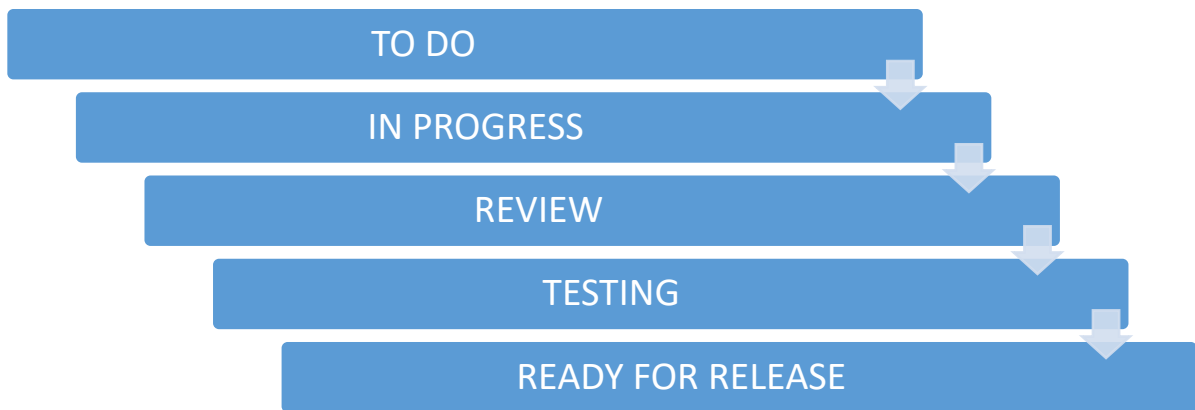 TO DO
IN PROGRESS
REVIEW
TESTING
READY FOR RELEASE